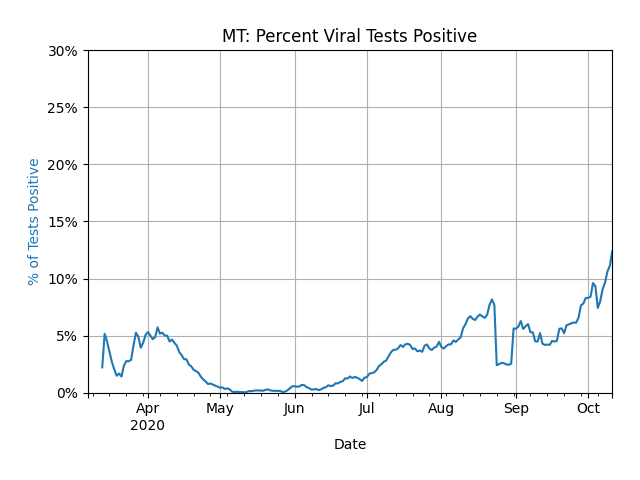 MT: Percent Viral Tests Positive
30%
25%
20%
15%
10%
5%
0%
% of Tests Positive
Apr May Jun Jul Aug Sep Oct
2020
Date